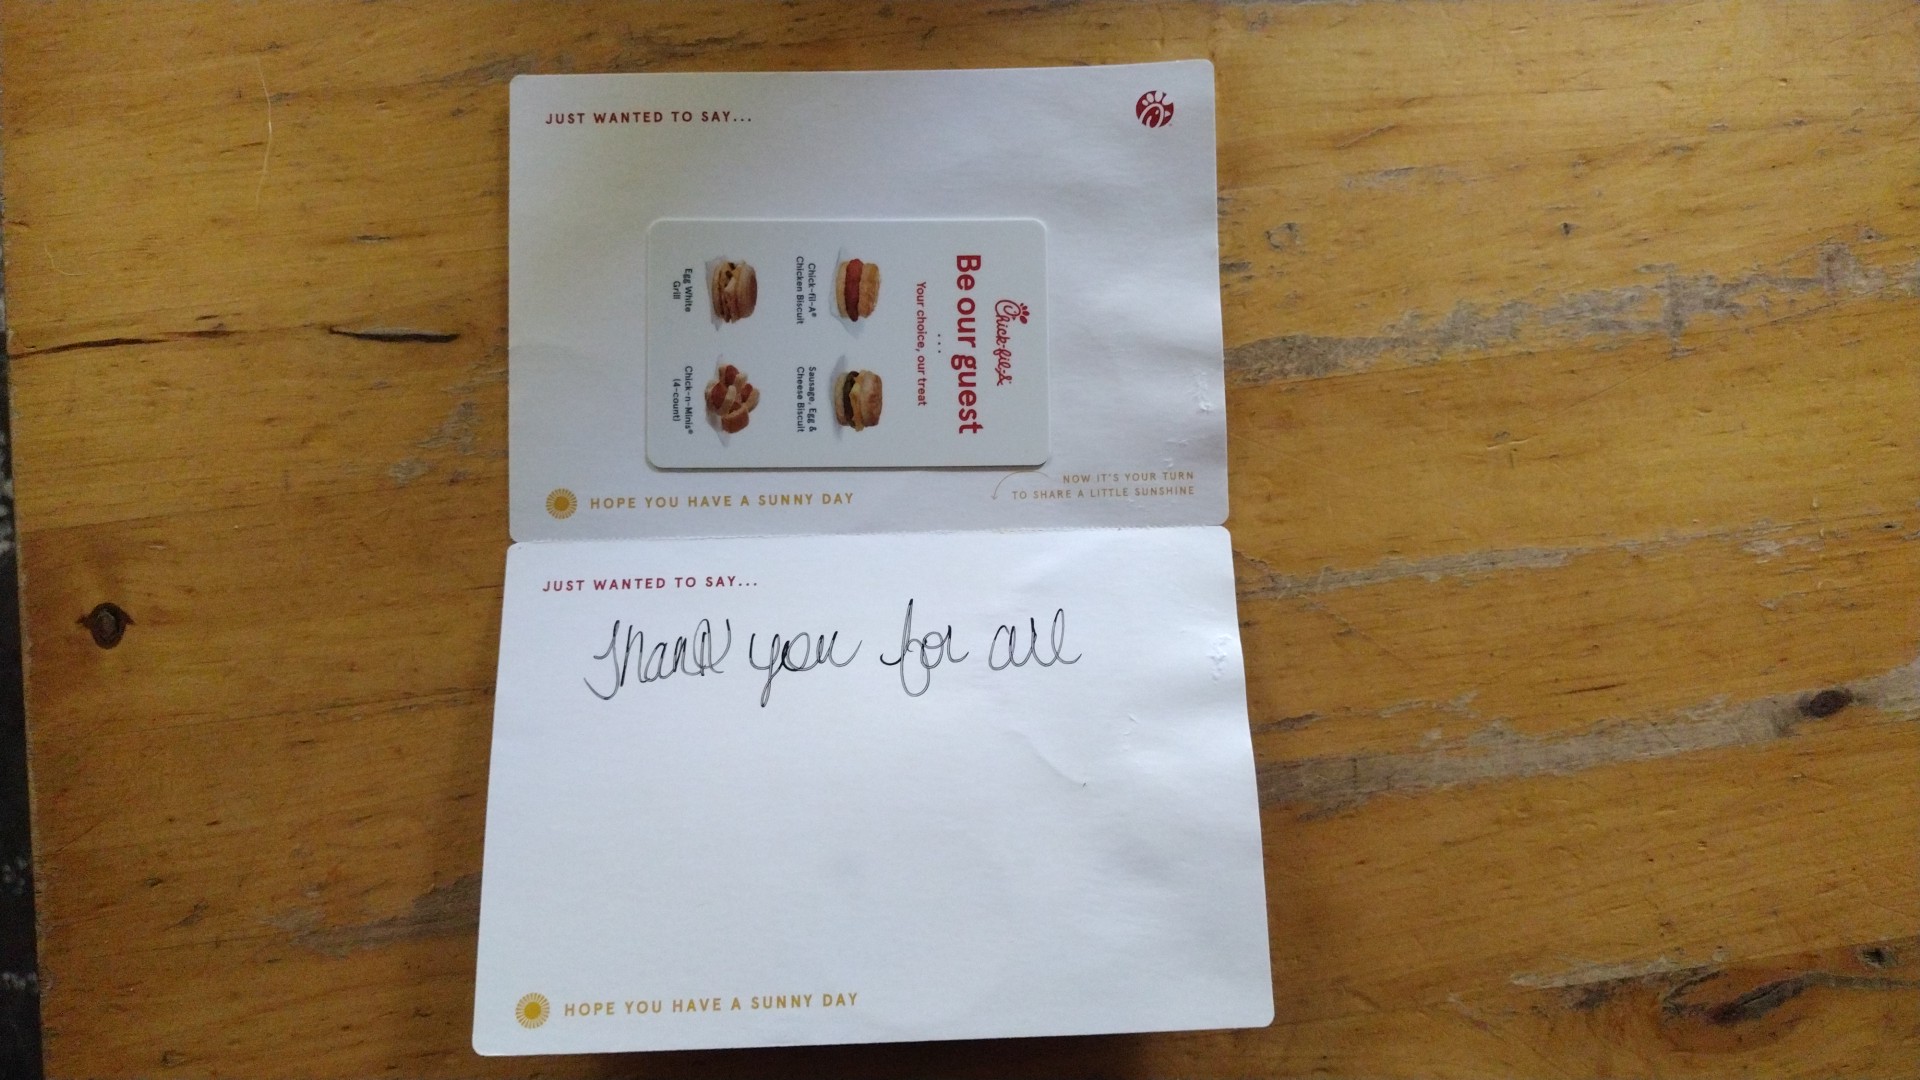 JUST WANTED TO SAY...
Chick-fil-A
Be our guest
...
Your choice, our treat
Chick-fil-A®
Chicken Biscuit
Sausage, Egg &
Cheese Biscuit
Egg White
Grill
Chick-n-Minis®
(4-count)
NOW IT'S YOUR TURN
TO SHARE A LITTLE SUNSHINE
HOPE YOU HAVE A SUNNY DAY
JUST WANTED TO SAY...
Thank you for all
HOPE YOU HAVE A SUNNY DAY